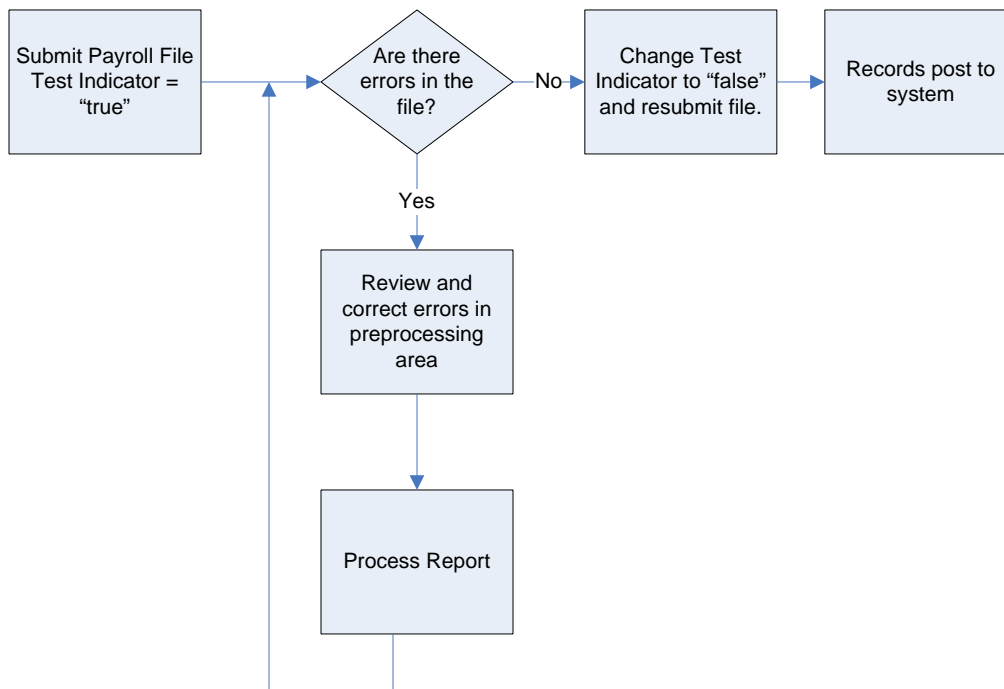 Submit Payroll File
Test Indicator =
“true”
Are there
errors in the
file?
No
Change Test
Indicator to “false”
and resubmit file.
Records post to
system
Yes
Review and
correct errors in
preprocessing
area
Process Report